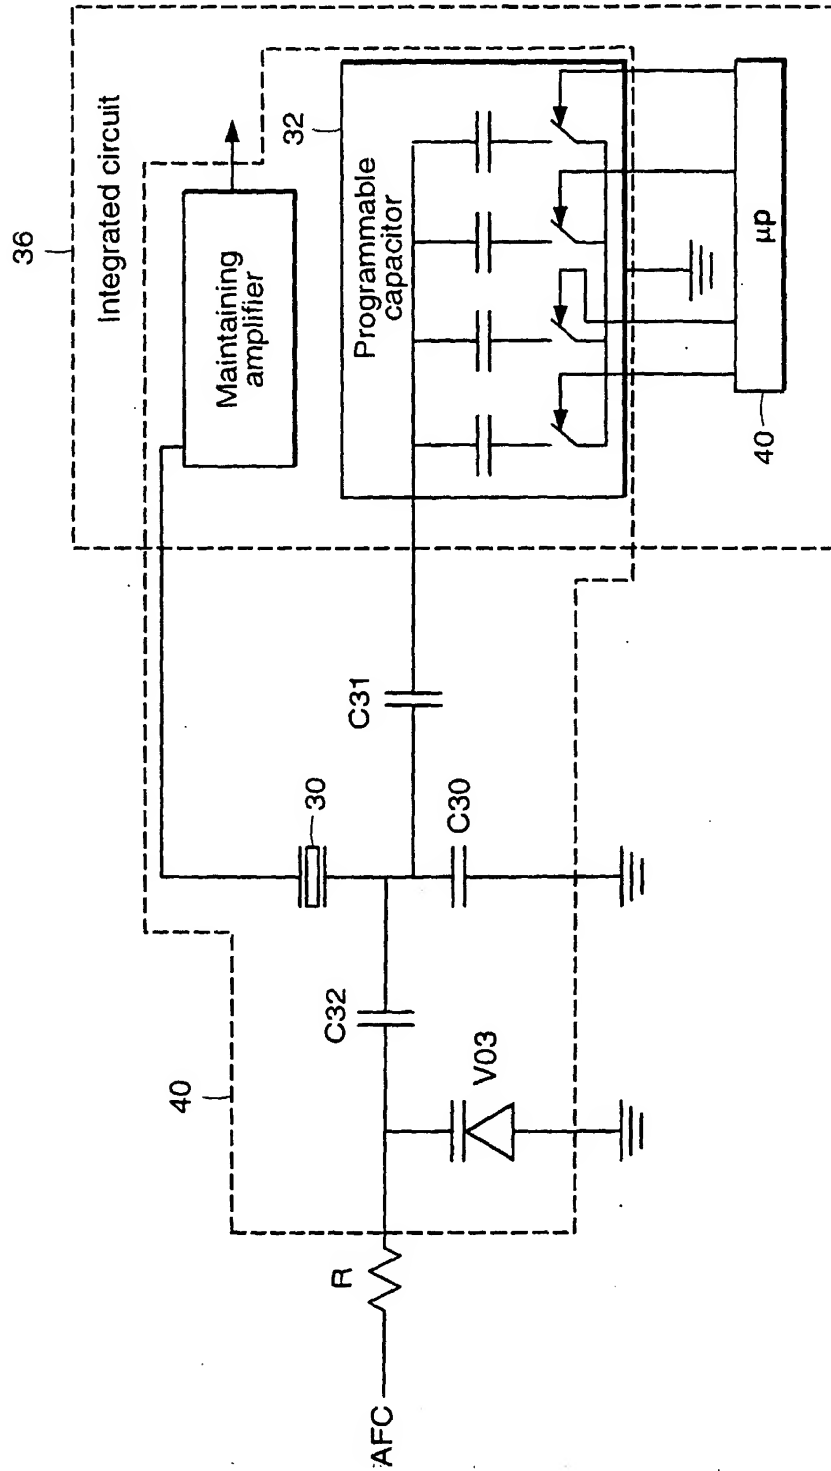 AFC
R
40
V03
C32
30
C30
C31
36
Integrated circuit
Maintaining
amplifier
32
Programmable
capacitor
40
μp